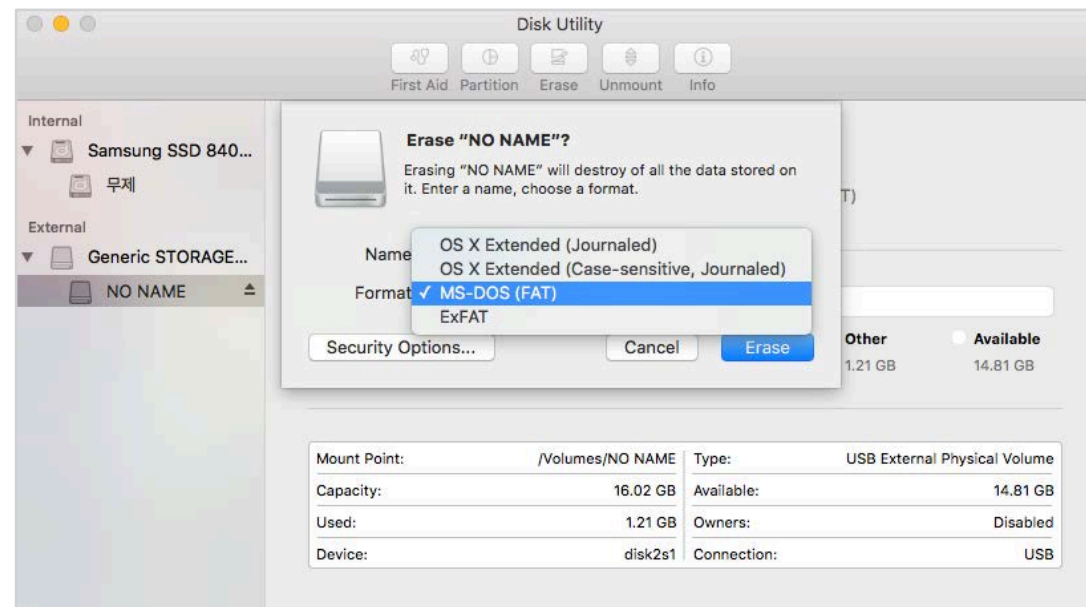 Disk Utility
First Aid Partition Erase Unmount Info
Internal
Samsung SSD 840...
무제
External
Generic STORAGE...
NO NAME
Erase “NO NAME”?
Erasing “NO NAME” will destroy of all the data stored on
it. Enter a name, choose a format.
T)
Name
OS X Extended (Journaled)
OS X Extended (Case-sensitive, Journaled)
Format ✓ MS-DOS (FAT)
ExFAT
Security Options... Cancel Erase
Other Available
1.21 GB 14.81 GB
Mount Point: /Volumes/NO NAME Type: USB External Physical Volume
Capacity: 16.02 GB Available: 14.81 GB
Used: 1.21 GB Owners: Disabled
Device: disk2s1 Connection: USB